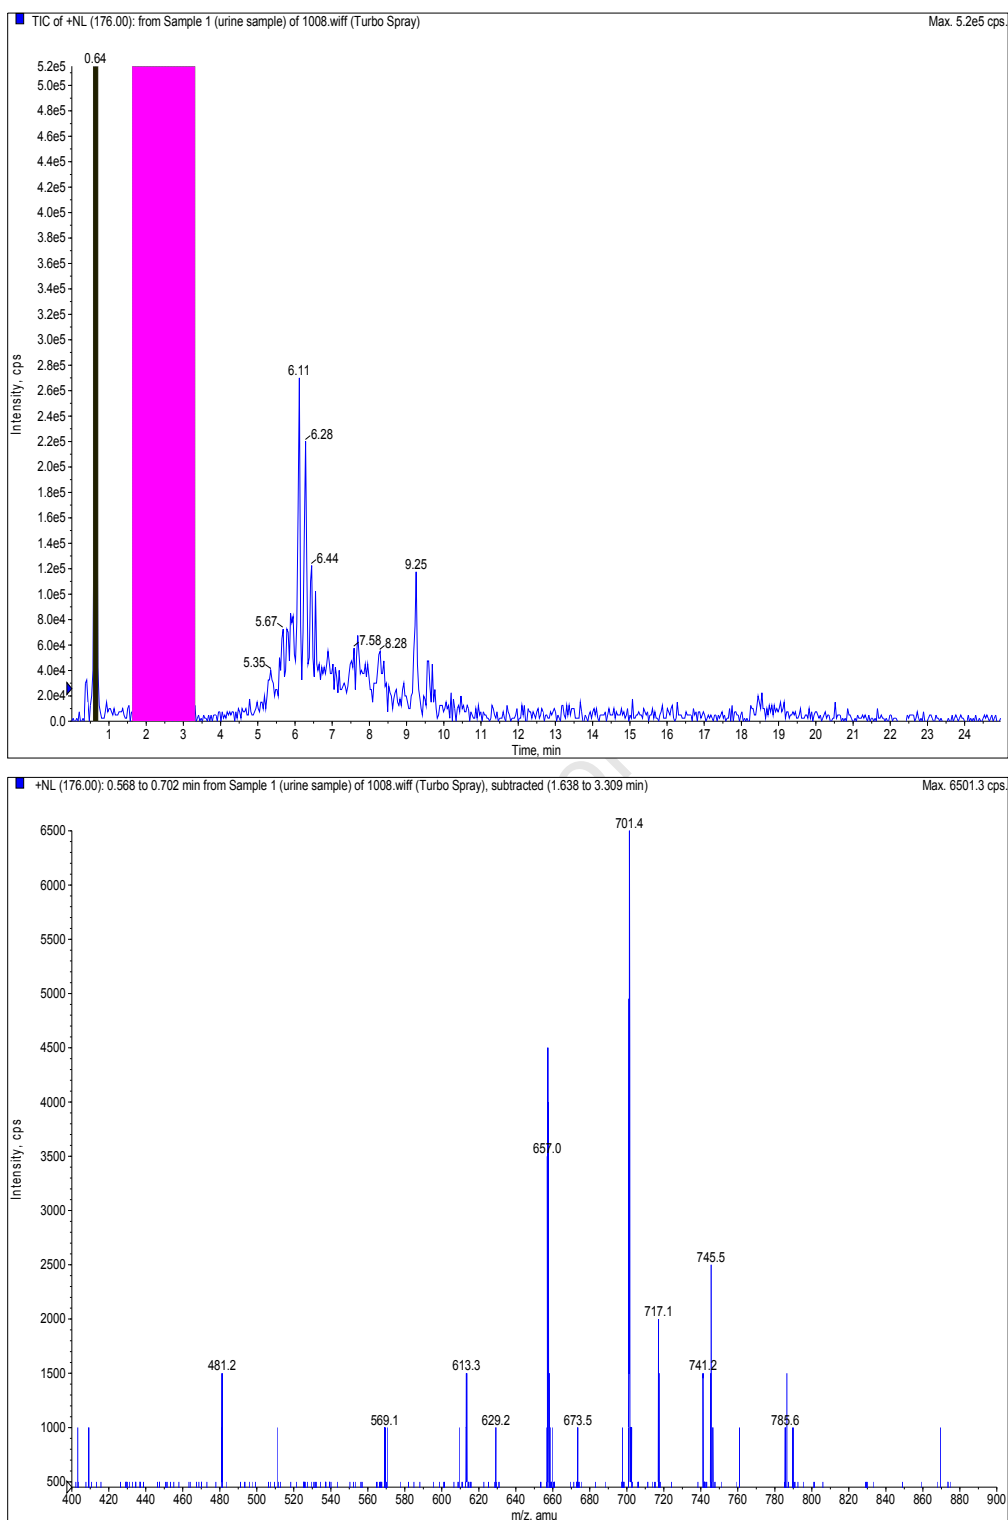 TIC of +NL (176.00): from Sample 1 (urine sample) of 1008.wiff (Turbo Spray)
Max. 5.2e5 cps.
0.64
5.2e5
5.0e5
4.8e5
4.6e5
4.4e5
4.2e5
4.0e5
3.8e5
3.6e5
3.4e5
3.2e5
3.0e5
2.8e5
2.6e5
2.4e5
2.2e5
2.0e5
1.8e5
1.6e5
1.4e5
1.2e5
1.0e5
8.0e4
6.0e4
4.0e4
2.0e4
0.0
Intensity, cps
6.11
6.28
6.44
9.25
5.67
7.58
8.28
5.35
1 2 3 4 5 6 7 8 9 10 11 12 13 14 15 16 17 18 19 20 21 22 23 24
Time, min
+NL (176.00): 0.568 to 0.702 min from Sample 1 (urine sample) of 1008.wiff (Turbo Spray), subtracted (1.638 to 3.309 min)
Max. 6501.3 cps.
6500
6000
5500
5000
4500
4000
3500
3000
2500
2000
1500
1000
500
Intensity, cps
701.4
657.0
745.5
717.1
481.2
613.3
741.2
569.1
629.2
673.5
785.6
400 420 440 460 480 500 520 540 560 580 600 620 640 660 680 700 720 740 760 780 800 820 840 860 880 900
m/z, amu